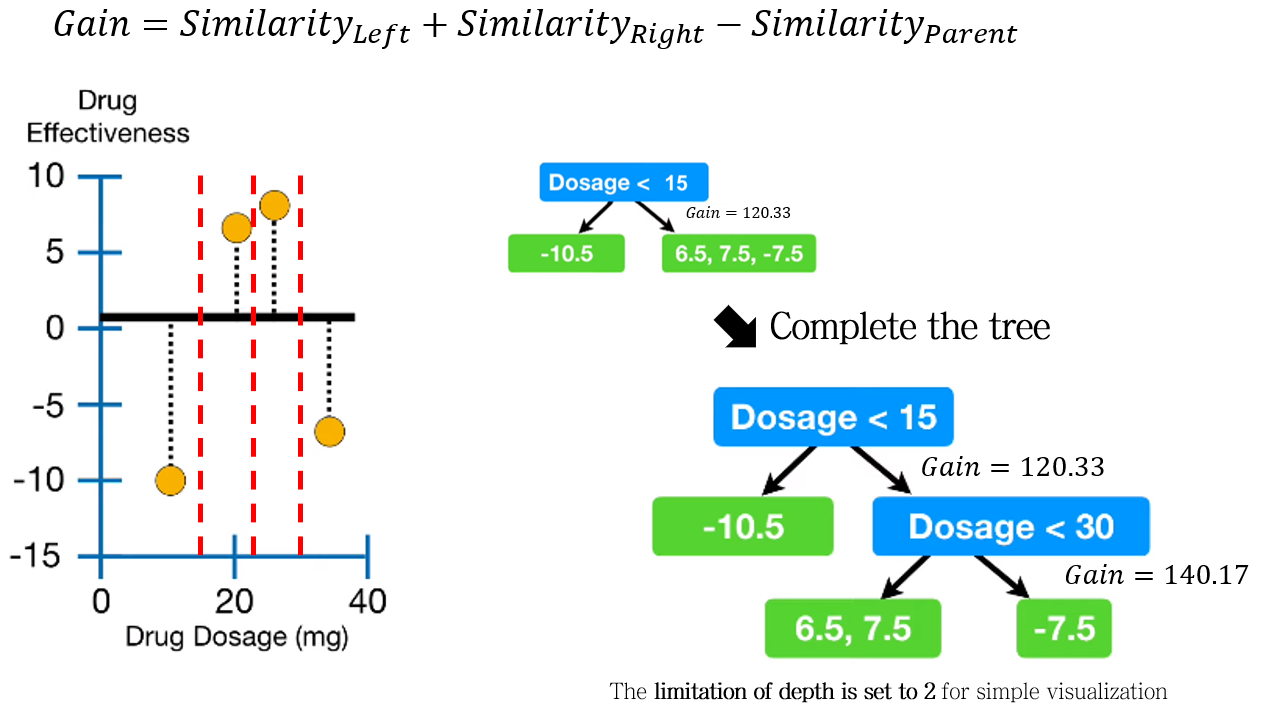 Gain = Similarity_Left + Similarity_Right − Similarity_Parent
Drug
Effectiveness
10
5
0
-5
-10
-15
0
20
40
Drug Dosage (mg)
Dosage < 15
Gain = 120.33
-10.5
6.5, 7.5, -7.5
Complete the tree
Dosage < 15
Gain = 120.33
-10.5
Dosage < 30
Gain = 140.17
6.5, 7.5
-7.5
The limitation of depth is set to 2 for simple visualization